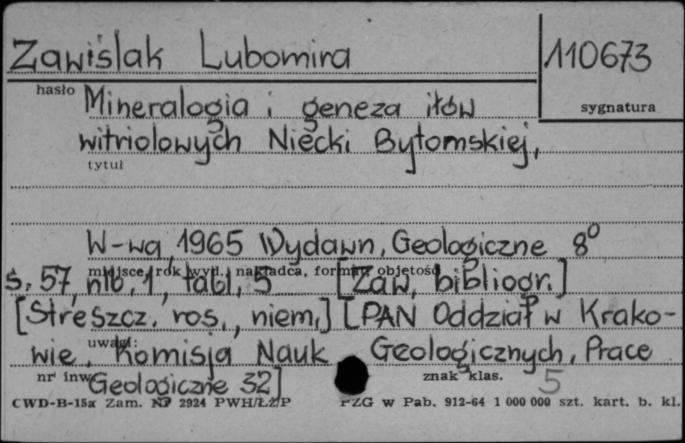 Zawiślak Lubomira
110673
hasło
sygnatura
Mineralogia i geneza iłów
witriolowych Niecki Bytomskiej,
tytuł
W-wa 1965 Wydawn. Geologiczne 8°
miejsce, rok wyd., nakładca, format, objętość
s. 57, nlb. 1, tabl. 5 [Zaw. bibliogr.]
[Streszcz. ros., niem.] [PAN Oddział w Krako-
uwagi:
wie. Komisja Nauk Geologicznych, Prace
nr inw. znak klas.
Geologiczne 32] 5
CWD-B-15a Zam. Nr 2924 PWH/ŁŻ/P PZG w Pab. 912-64 1 000 000 szt. kart. b. kl.